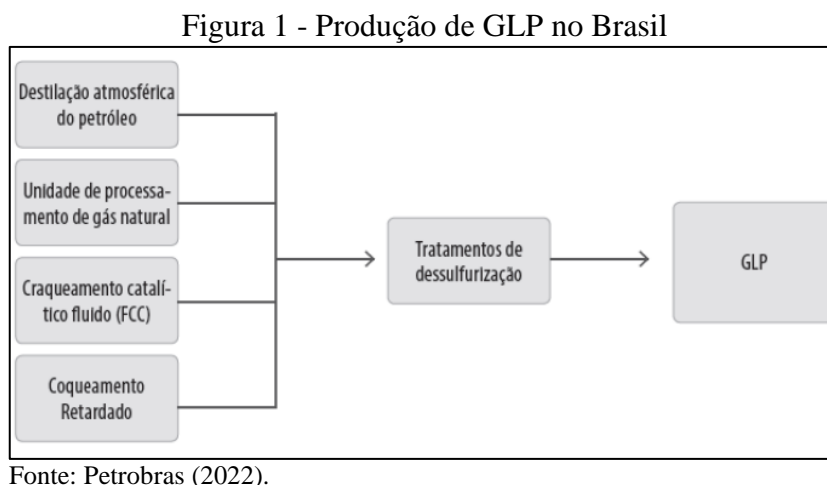 Figura 1 - Produção de GLP no Brasil
Destilação atmosférica
do petróleo
Unidade de processa-
mento de gás natural
Craqueamento catalí-
tico fluido (FCC)
Coqueamento
Retardado
Tratamentos de
dessulfurização
GLP
Fonte: Petrobras (2022).